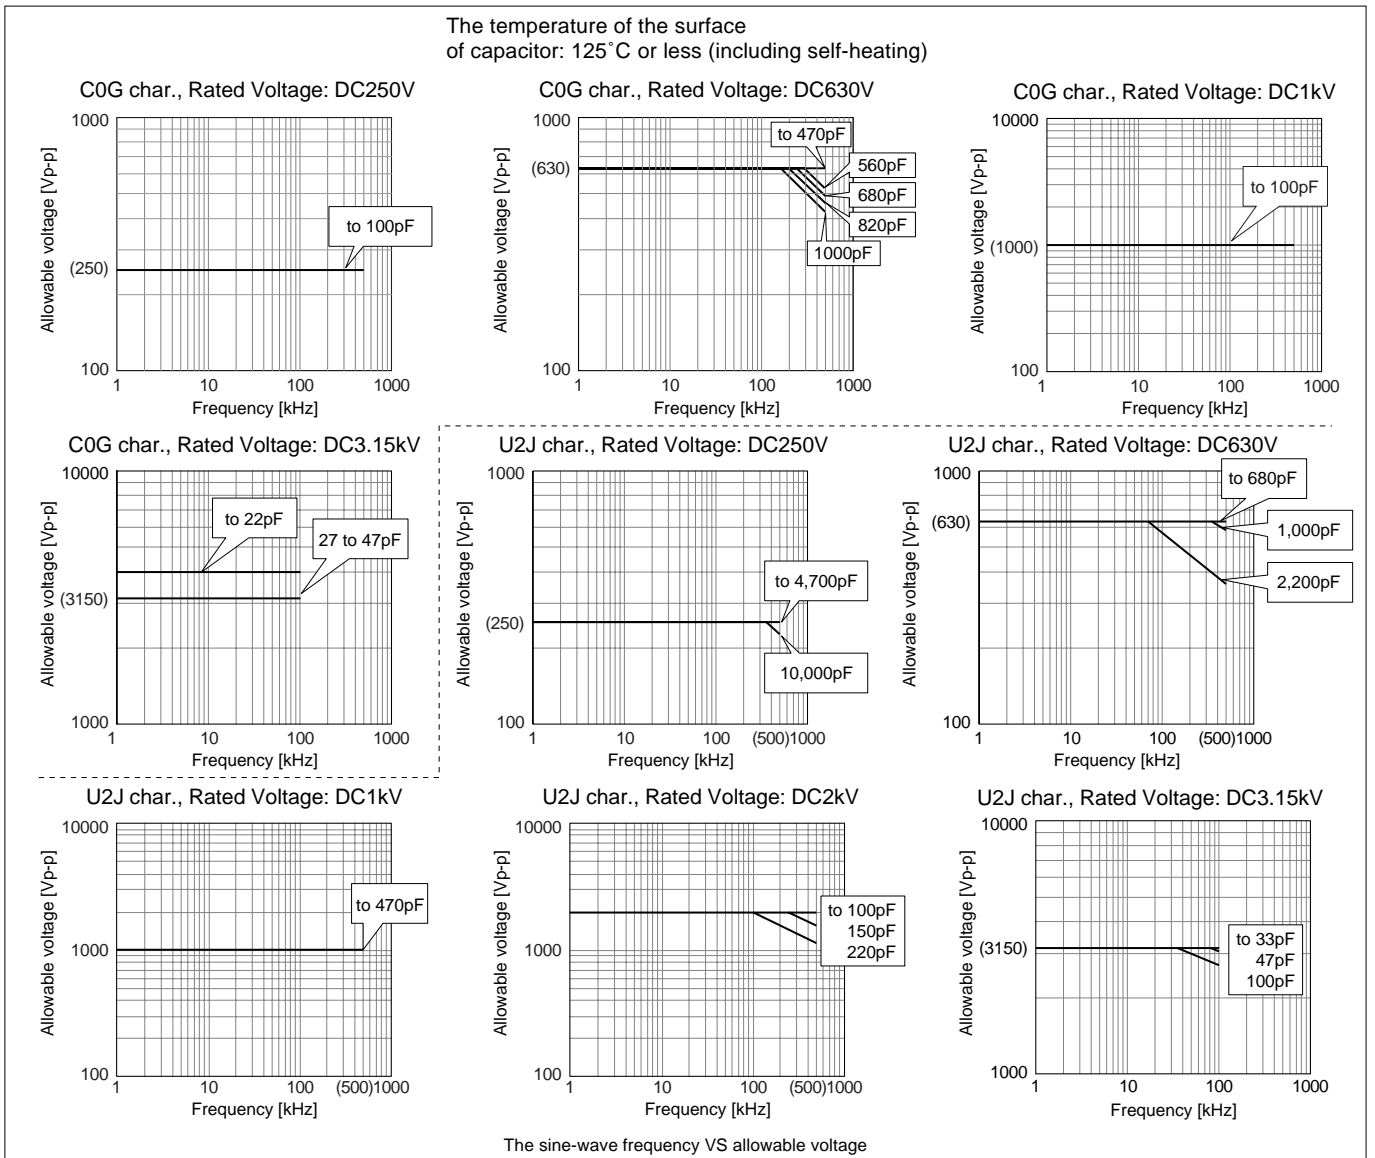 The temperature of the surface
of capacitor: 125˚C or less (including self-heating)
C0G char., Rated Voltage: DC250V
1000
Allowable voltage [Vp-p]
to 100pF
(250)
100
1
10
100
1000
Frequency [kHz]
C0G char., Rated Voltage: DC630V
1000
Allowable voltage [Vp-p]
to 470pF
(630)
560pF
680pF
820pF
1000pF
100
1
10
100
1000
Frequency [kHz]
C0G char., Rated Voltage: DC1kV
10000
Allowable voltage [Vp-p]
to 100pF
(1000)
100
1
10
100
1000
Frequency [kHz]
C0G char., Rated Voltage: DC3.15kV
10000
Allowable voltage [Vp-p]
to 22pF
27 to 47pF
(3150)
1000
1
10
100
1000
Frequency [kHz]
U2J char., Rated Voltage: DC250V
1000
Allowable voltage [Vp-p]
to 4,700pF
(250)
10,000pF
100
1
10
100
(500)1000
Frequency [kHz]
U2J char., Rated Voltage: DC630V
1000
Allowable voltage [Vp-p]
to 680pF
(630)
1,000pF
2,200pF
100
1
10
100
(500)1000
Frequency [kHz]
U2J char., Rated Voltage: DC1kV
10000
Allowable voltage [Vp-p]
to 470pF
1000
100
1
10
100
(500)1000
Frequency [kHz]
U2J char., Rated Voltage: DC2kV
10000
Allowable voltage [Vp-p]
to 100pF
150pF
220pF
1000
100
1
10
100
(500)1000
Frequency [kHz]
U2J char., Rated Voltage: DC3.15kV
10000
Allowable voltage [Vp-p]
(3150)
to 33pF
47pF
100pF
1000
1
10
100
1000
Frequency [kHz]
The sine-wave frequency VS allowable voltage